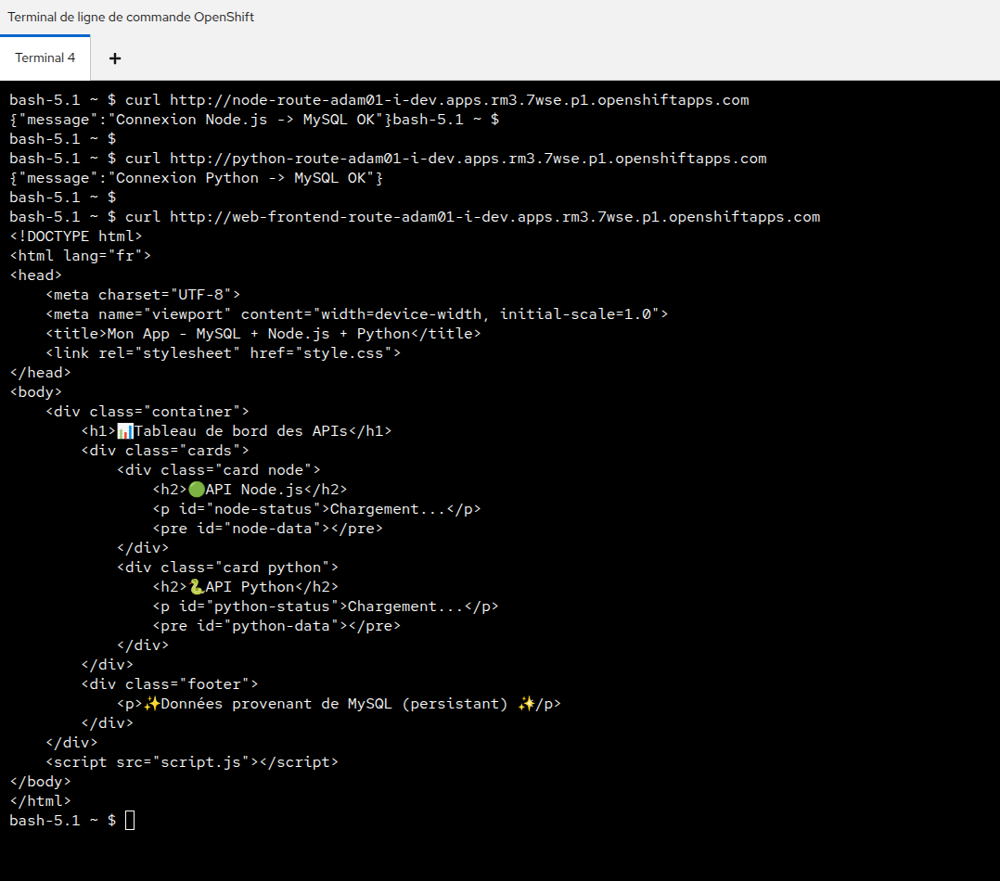 Terminal de ligne de commande OpenShift
Terminal 4
bash-5.1 ~ $ curl http://node-route-adam01-i-dev.apps.rm3.7wse.p1.openshiftapps.com
{"message":"Connexion Node.js -> MySQL OK"}bash-5.1 ~ $
bash-5.1 ~ $
bash-5.1 ~ $ curl http://python-route-adam01-i-dev.apps.rm3.7wse.p1.openshiftapps.com
{"message":"Connexion Python -> MySQL OK"}
bash-5.1 ~ $
bash-5.1 ~ $ curl http://web-frontend-route-adam01-i-dev.apps.rm3.7wse.p1.openshiftapps.com
<!DOCTYPE html>
<html lang="fr">
<head>
    <meta charset="UTF-8">
    <meta name="viewport" content="width=device-width, initial-scale=1.0">
    <title>Mon App - MySQL + Node.js + Python</title>
    <link rel="stylesheet" href="style.css">
</head>
<body>
    <div class="container">
        <h1>📊Tableau de bord des APIs</h1>
        <div class="cards">
            <div class="card node">
                <h2>🟢API Node.js</h2>
                <p id="node-status">Chargement...</p>
                <pre id="node-data"></pre>
            </div>
            <div class="card python">
                <h2>🐍API Python</h2>
                <p id="python-status">Chargement...</p>
                <pre id="python-data"></pre>
            </div>
        </div>
        <div class="footer">
            <p>✨Données provenant de MySQL (persistant) ✨/p>
        </div>
    </div>
    <script src="script.js"></script>
</body>
</html>
bash-5.1 ~ $